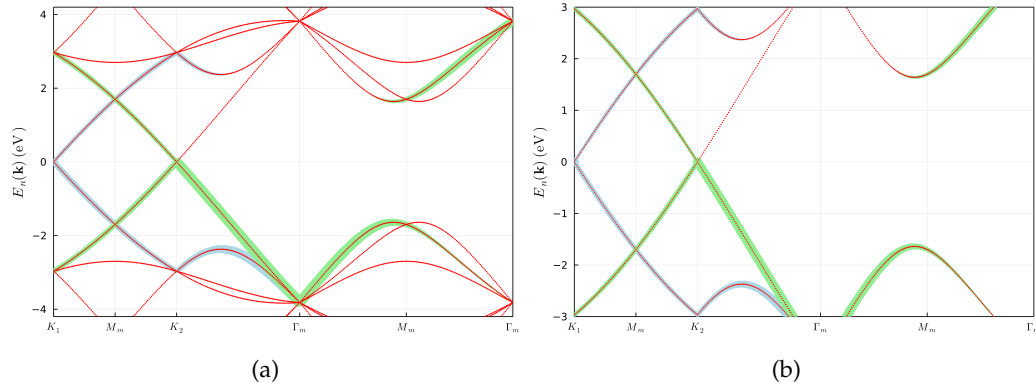 4
2
0
−2
−4
E_n(k) (eV)
K_1 M_m K_2 Γ_m M_m Γ_m
(a)
3
2
1
0
−1
−2
−3
E_n(k) (eV)
K_1 M_m K_2 Γ_m M_m Γ_m
(b)